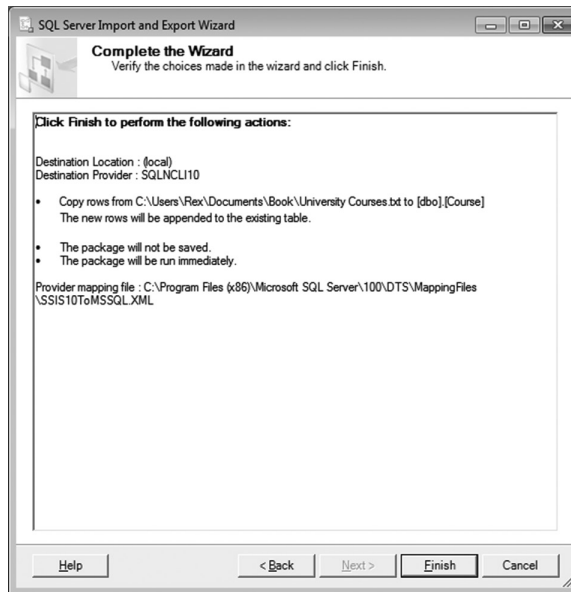 SQL Server Import and Export Wizard
Complete the Wizard
Verify the choices made in the wizard and click Finish.
Click Finish to perform the following actions:
Destination Location : (local)
Destination Provider : SQLNCLI10
• Copy rows from C:\Users\Rex\Documents\Book\University Courses.txt to [dbo].[Course]
The new rows will be appended to the existing table.
• The package will not be saved.
• The package will be run immediately.
Provider mapping file : C:\Program Files (x86)\Microsoft SQL Server\100\DTS\MappingFiles
\SSIS10ToMSSQL.XML
Help
< Back
Next >
Finish
Cancel